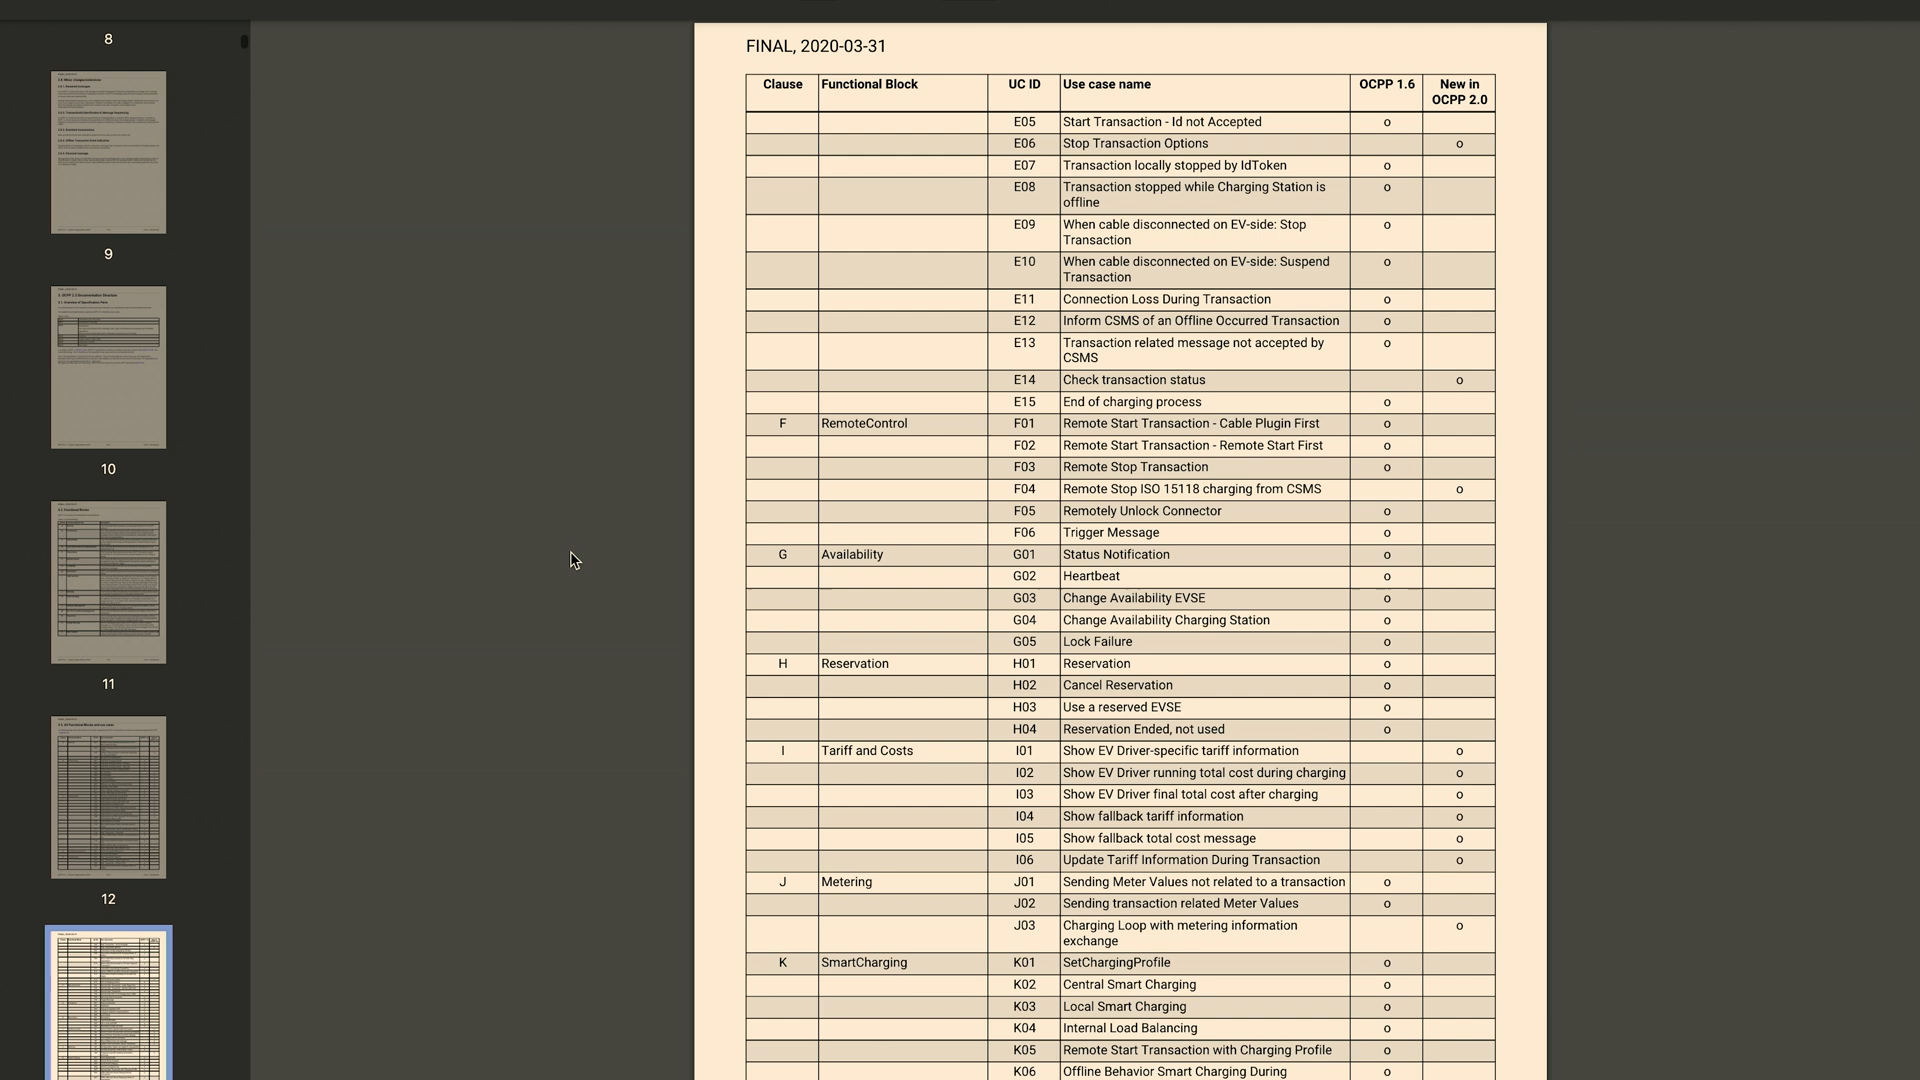 8
9
10
11
12
FINAL, 2020-03-31
Clause Functional Block UC ID Use case name OCPP 1.6 New in
OCPP 2.0
E05 Start Transaction - Id not Accepted o
E06 Stop Transaction Options o
E07 Transaction locally stopped by IdToken o
E08 Transaction stopped while Charging Station is o
offline
E09 When cable disconnected on EV-side: Stop o
Transaction
E10 When cable disconnected on EV-side: Suspend o
Transaction
E11 Connection Loss During Transaction o
E12 Inform CSMS of an Offline Occurred Transaction o
E13 Transaction related message not accepted by o
CSMS
E14 Check transaction status o
E15 End of charging process o
F RemoteControl F01 Remote Start Transaction - Cable Plugin First o
F02 Remote Start Transaction - Remote Start First o
F03 Remote Stop Transaction o
F04 Remote Stop ISO 15118 charging from CSMS o
F05 Remotely Unlock Connector o
F06 Trigger Message o
G Availability G01 Status Notification o
G02 Heartbeat o
G03 Change Availability EVSE o
G04 Change Availability Charging Station o
G05 Lock Failure o
H Reservation H01 Reservation o
H02 Cancel Reservation o
H03 Use a reserved EVSE o
H04 Reservation Ended, not used o
I Tariff and Costs I01 Show EV Driver-specific tariff information o
I02 Show EV Driver running total cost during charging o
I03 Show EV Driver final total cost after charging o
I04 Show fallback tariff information o
I05 Show fallback total cost message o
I06 Update Tariff Information During Transaction o
J Metering J01 Sending Meter Values not related to a transaction o
J02 Sending transaction related Meter Values o
J03 Charging Loop with metering information o
exchange
K SmartCharging K01 SetChargingProfile o
K02 Central Smart Charging o
K03 Local Smart Charging o
K04 Internal Load Balancing o
K05 Remote Start Transaction with Charging Profile o
K06 Offline Behavior Smart Charging During o